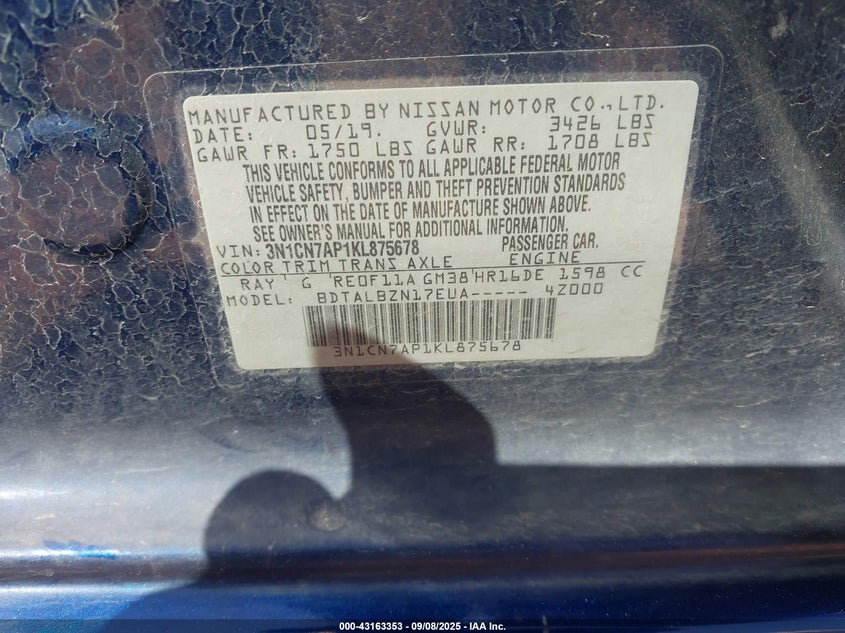 MANUFACTURED BY NISSAN MOTOR CO., LTD.
DATE: 05/19. GVWR: 3426 LBS
GAWR FR: 1750 LBS GAWR RR: 1708 LBS
THIS VEHICLE CONFORMS TO ALL APPLICABLE FEDERAL MOTOR
VEHICLE SAFETY, BUMPER AND THEFT PREVENTION STANDARDS
IN EFFECT ON THE DATE OF MANUFACTURE SHOWN ABOVE.
SEE OWNER'S MANUAL FOR ADDITIONAL INFORMATION.
VIN: 3N1CN7AP1KL875678 PASSENGER CAR.
COLOR TRIM TRANS AXLE ENGINE
RAY G RE0F11A GM38 HR16DE 1598 CC
MODEL: BDTALBZN17EUA----- 4Z000
3N1CN7AP1KL875678
000-43163353 - 09/08/2025 - IAA Inc.